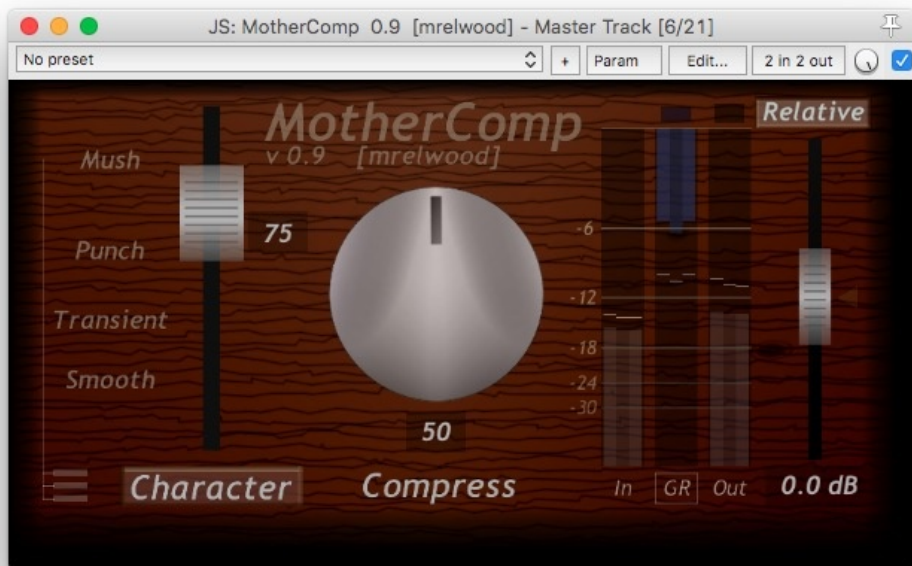 JS: MotherComp 0.9 [mrelwood] - Master Track [6/21]
No preset
+
Param
Edit...
2 in 2 out
MotherComp
v 0.9 [mrelwood]
Relative
Mush
Punch
Transient
Smooth
75
50
-6
-12
-18
-24
-30
Character
Compress
In
GR
Out
0.0 dB